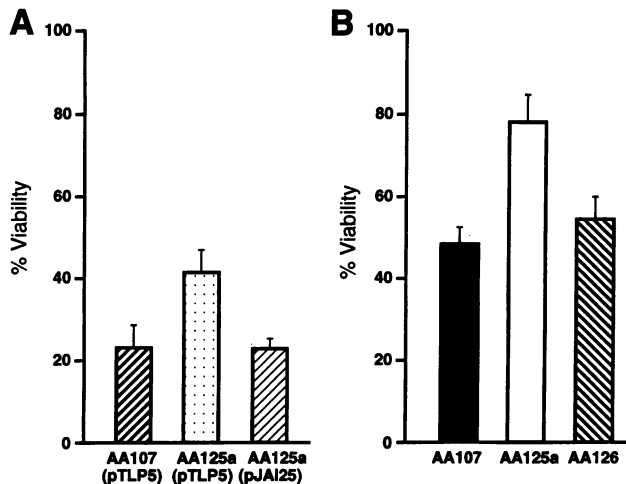 A
% Viability
100
80
60
40
20
0
AA107 AA125a AA125a
(pTLP5) (pTLP5) (pJAI25)
B
% Viability
100
80
60
40
20
0
AA107 AA125a AA126